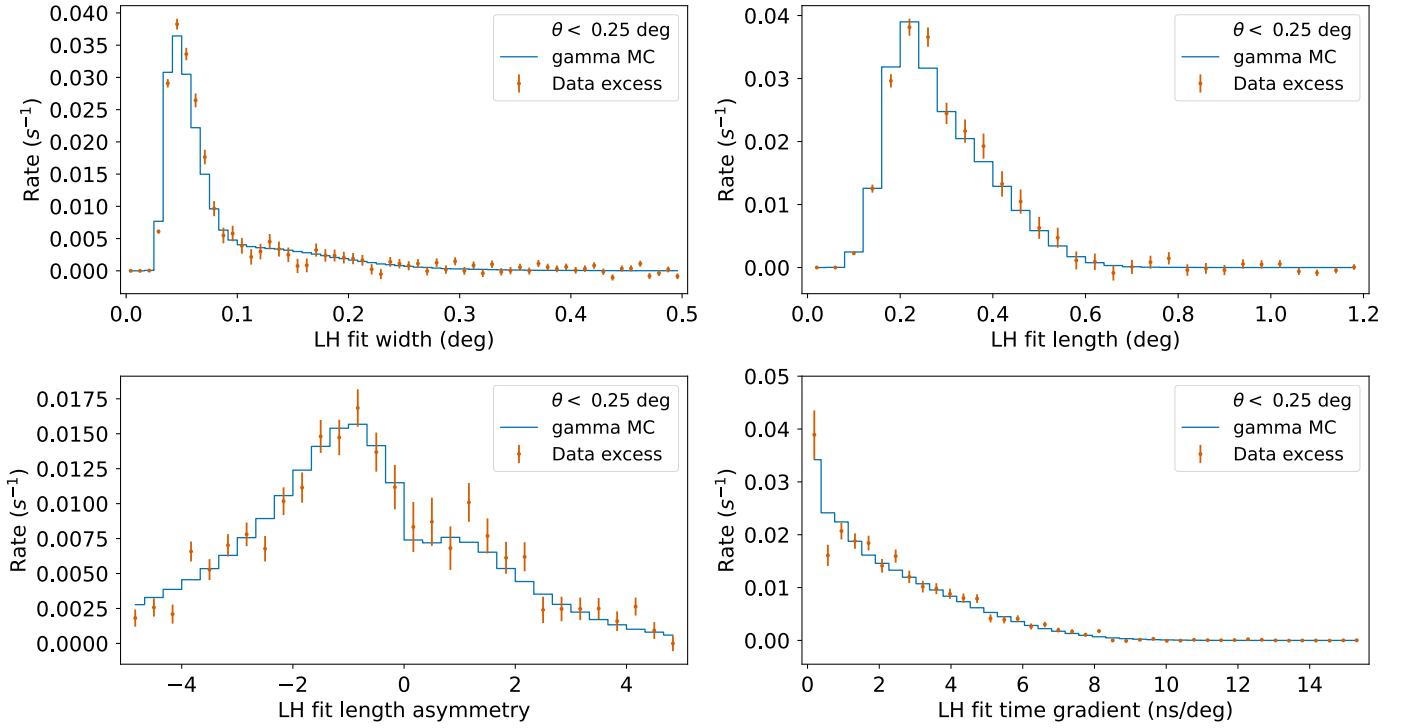 0.040
0.035
0.030
0.025
0.020
0.015
0.010
0.005
0.000
Rate (s⁻¹)
θ < 0.25 deg
gamma MC
Data excess
0.0 0.1 0.2 0.3 0.4 0.5
LH fit width (deg)
0.04
0.03
0.02
0.01
0.00
Rate (s⁻¹)
θ < 0.25 deg
gamma MC
Data excess
0.0 0.2 0.4 0.6 0.8 1.0 1.2
LH fit length (deg)
0.0175
0.0150
0.0125
0.0100
0.0075
0.0050
0.0025
0.0000
Rate (s⁻¹)
θ < 0.25 deg
gamma MC
Data excess
−4 −2 0 2 4
LH fit length asymmetry
0.05
0.04
0.03
0.02
0.01
0.00
Rate (s⁻¹)
θ < 0.25 deg
gamma MC
Data excess
0 2 4 6 8 10 12 14
LH fit time gradient (ns/deg)